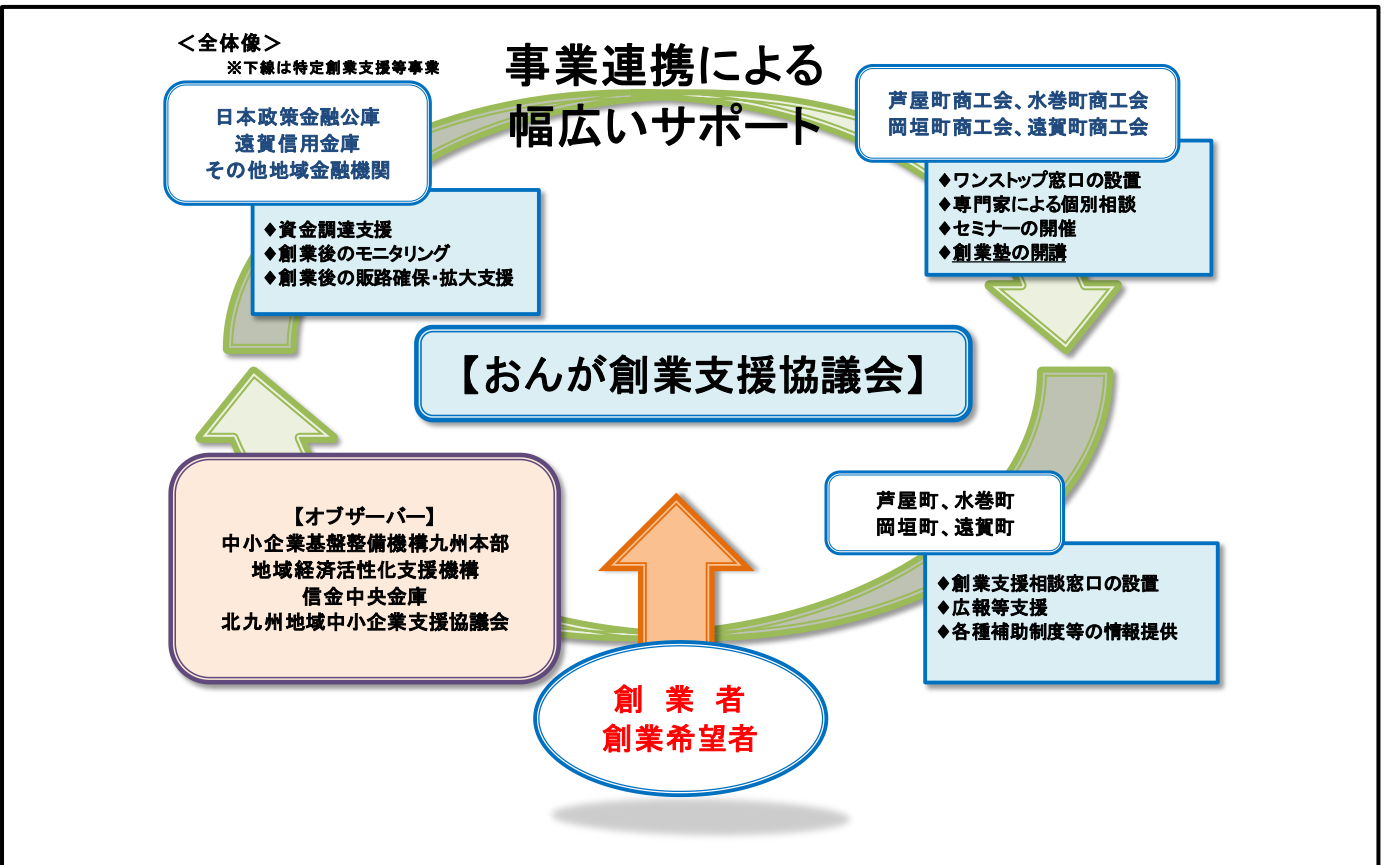 ＜全体像＞
※下線は特定創業支援等事業
事業連携による
幅広いサポート
日本政策金融公庫
遠賀信用金庫
その他地域金融機関
♦資金調達支援
♦創業後のモニタリング
♦創業後の販路確保・拡大支援
芦屋町商工会、水巻町商工会
岡垣町商工会、遠賀町商工会
♦ワンストップ窓口の設置
♦専門家による個別相談
♦セミナーの開催
♦創業塾の開講
【おんが創業支援協議会】
【オブザーバー】
中小企業基盤整備機構九州本部
地域経済活性化支援機構
信金中央金庫
北九州地域中小企業支援協議会
芦屋町、水巻町
岡垣町、遠賀町
♦創業支援相談窓口の設置
♦広報等支援
♦各種補助制度等の情報提供
創　業　者
創業希望者